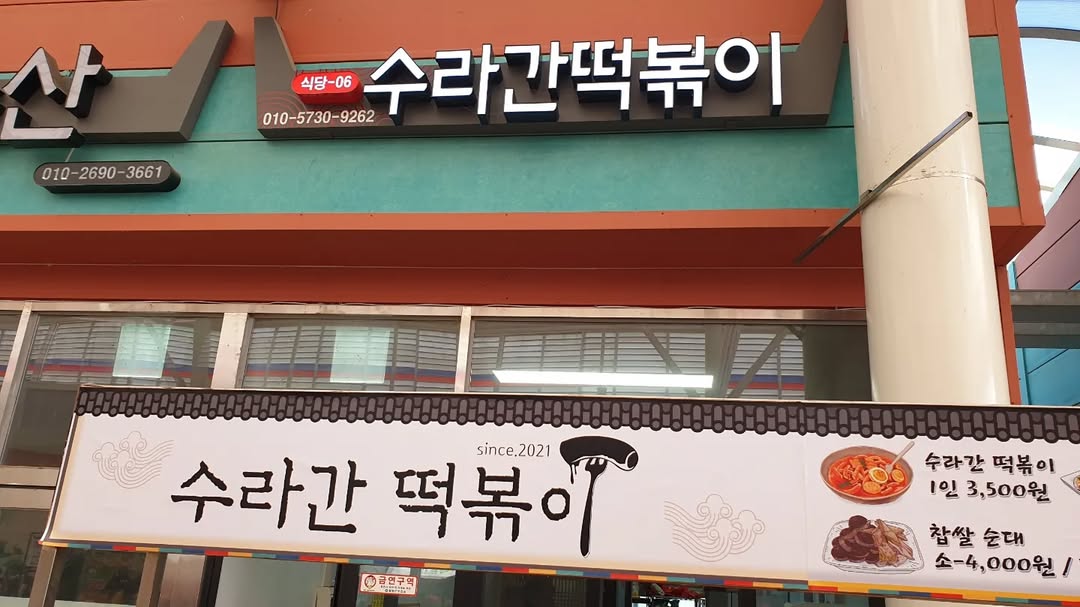 산
010-2690-3661
식당-06
수라간떡볶이
010-5730-9262
since.2021
수라간 떡볶이
수라간 떡볶이
1인 3,500원
찹쌀 순대
소-4,000원 /
금연구역